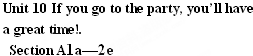 Unit 10 If you go to the party, you'll have
a great time!.
Section A1a—2e